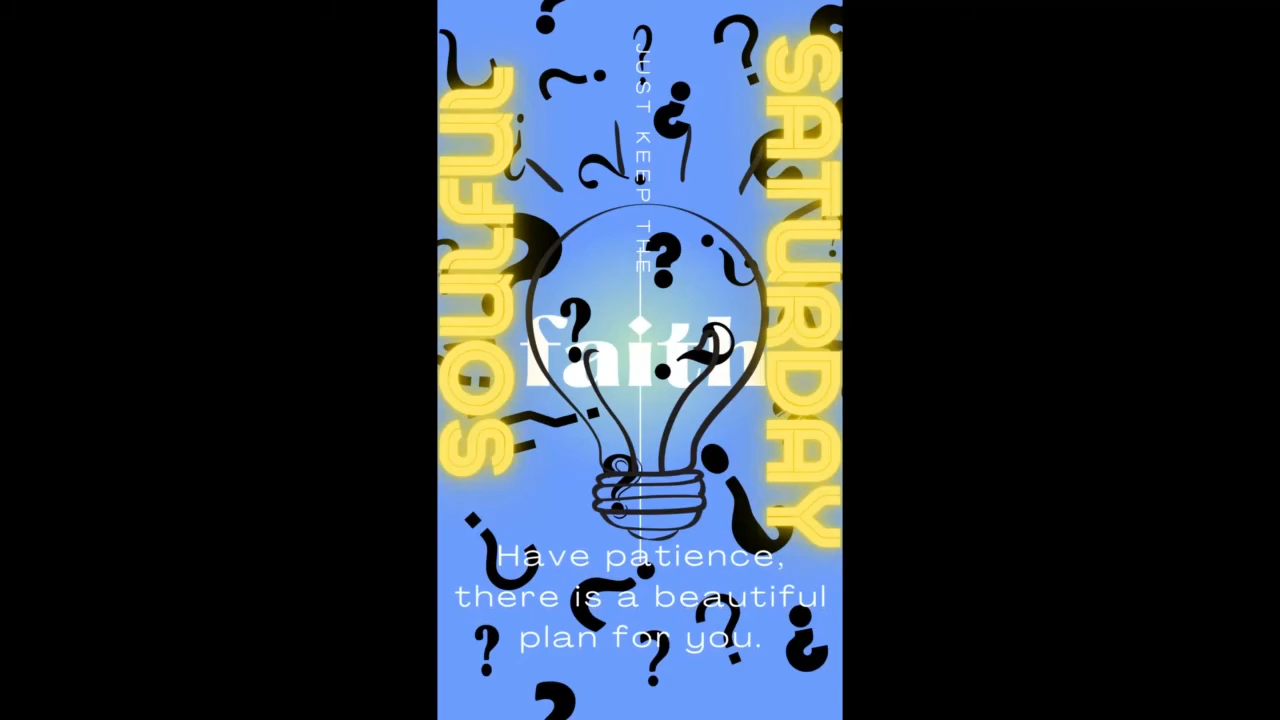 SOULFUL
SATURDAY
JUST KEEP THE
faith
Have patience,
there is a beautiful
plan for you.